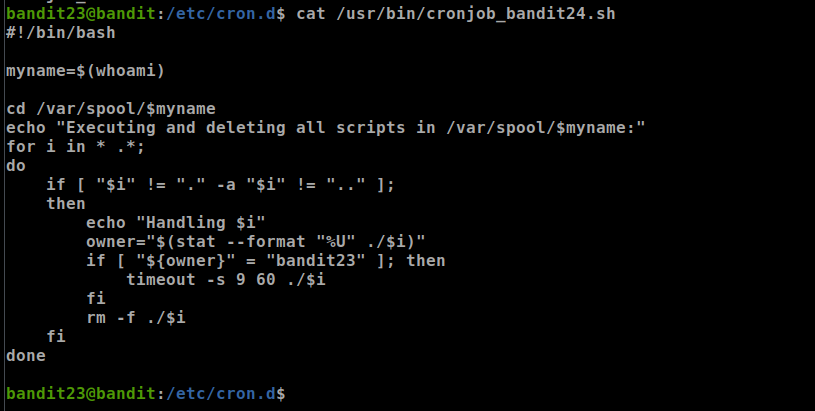 bandit23@bandit:/etc/cron.d$ cat /usr/bin/cronjob_bandit24.sh
#!/bin/bash
myname=$(whoami)
cd /var/spool/$myname
echo "Executing and deleting all scripts in /var/spool/$myname:"
for i in * .*;
do
    if [ "$i" != "." -a "$i" != ".." ];
    then
        echo "Handling $i"
        owner="$(stat --format "%U" ./$i)"
        if [ "${owner}" = "bandit23" ]; then
            timeout -s 9 60 ./$i
        fi
        rm -f ./$i
    fi
done
bandit23@bandit:/etc/cron.d$